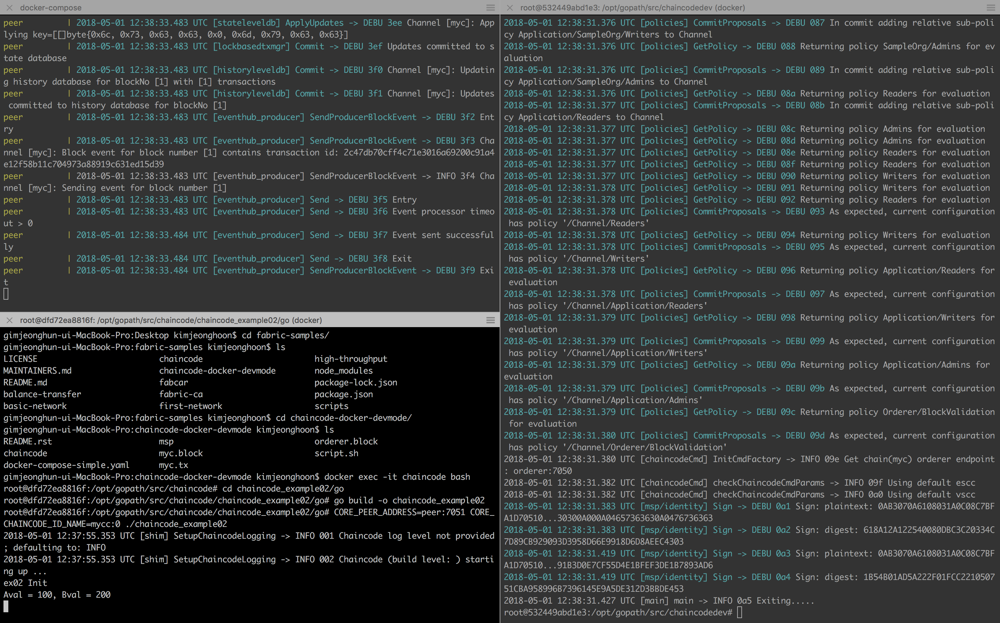 docker-compose
peer         | 2018-05-01 12:38:33.483 UTC [stateleveldb] ApplyUpdates -> DEBU 3ee Channel [myc]: App
lying key=[[]byte{0x6c, 0x73, 0x63, 0x63, 0x0, 0x6d, 0x79, 0x63, 0x63}]
peer         | 2018-05-01 12:38:33.483 UTC [lockbasedtxmgr] Commit -> DEBU 3ef Updates committed to s
tate database
peer         | 2018-05-01 12:38:33.483 UTC [historyleveldb] Commit -> DEBU 3f0 Channel [myc]: Updatin
g history database for blockNo [1] with [1] transactions
peer         | 2018-05-01 12:38:33.483 UTC [historyleveldb] Commit -> DEBU 3f1 Channel [myc]: Updates
 committed to history database for blockNo [1]
peer         | 2018-05-01 12:38:33.483 UTC [eventhub_producer] SendProducerBlockEvent -> DEBU 3f2 Ent
ry
peer         | 2018-05-01 12:38:33.483 UTC [eventhub_producer] SendProducerBlockEvent -> DEBU 3f3 Cha
nnel [myc]: Block event for block number [1] contains transaction id: 2c47db70cff4c71e3016a69200c91a4
e12f58b11c704973a88919c631ed15d39
peer         | 2018-05-01 12:38:33.483 UTC [eventhub_producer] SendProducerBlockEvent -> INFO 3f4 Cha
nnel [myc]: Sending event for block number [1]
peer         | 2018-05-01 12:38:33.483 UTC [eventhub_producer] Send -> DEBU 3f5 Entry
peer         | 2018-05-01 12:38:33.483 UTC [eventhub_producer] Send -> DEBU 3f6 Event processor timeo
ut > 0
peer         | 2018-05-01 12:38:33.484 UTC [eventhub_producer] Send -> DEBU 3f7 Event sent successful
ly
peer         | 2018-05-01 12:38:33.484 UTC [eventhub_producer] Send -> DEBU 3f8 Exit
peer         | 2018-05-01 12:38:33.484 UTC [eventhub_producer] SendProducerBlockEvent -> DEBU 3f9 Exi
t
root@dfd72ea8816f: /opt/gopath/src/chaincode/chaincode_example02/go (docker)
gimjeonghun-ui-MacBook-Pro:Desktop kimjeonghoon$ cd fabric-samples/
gimjeonghun-ui-MacBook-Pro:fabric-samples kimjeonghoon$ ls
LICENSE                         chaincode                       high-throughput
MAINTAINERS.md                  chaincode-docker-devmode        node_modules
README.md                       fabcar                          package-lock.json
balance-transfer                fabric-ca                       package.json
basic-network                   first-network                   scripts
gimjeonghun-ui-MacBook-Pro:fabric-samples kimjeonghoon$ cd chaincode-docker-devmode/
gimjeonghun-ui-MacBook-Pro:chaincode-docker-devmode kimjeonghoon$ ls
README.rst                      msp                             orderer.block
chaincode                       myc.block                       script.sh
docker-compose-simple.yaml      myc.tx
gimjeonghun-ui-MacBook-Pro:chaincode-docker-devmode kimjeonghoon$ docker exec -it chaincode bash
root@dfd72ea8816f:/opt/gopath/src/chaincode# cd chaincode_example02/go
root@dfd72ea8816f:/opt/gopath/src/chaincode/chaincode_example02/go# go build -o chaincode_example02
root@dfd72ea8816f:/opt/gopath/src/chaincode/chaincode_example02/go# CORE_PEER_ADDRESS=peer:7051 CORE_
CHAINCODE_ID_NAME=mycc:0 ./chaincode_example02
2018-05-01 12:37:55.353 UTC [shim] SetupChaincodeLogging -> INFO 001 Chaincode log level not provided
; defaulting to: INFO
2018-05-01 12:37:55.353 UTC [shim] SetupChaincodeLogging -> INFO 002 Chaincode (build level: ) starti
ng up ...
ex02 Init
Aval = 100, Bval = 200
root@532449abd1e3: /opt/gopath/src/chaincodedev (docker)
2018-05-01 12:38:31.376 UTC [policies] CommitProposals -> DEBU 087 In commit adding relative sub-poli
cy Application/SampleOrg/Writers to Channel
2018-05-01 12:38:31.376 UTC [policies] GetPolicy -> DEBU 088 Returning policy SampleOrg/Admins for ev
aluation
2018-05-01 12:38:31.376 UTC [policies] CommitProposals -> DEBU 089 In commit adding relative sub-poli
cy Application/SampleOrg/Admins to Channel
2018-05-01 12:38:31.376 UTC [policies] GetPolicy -> DEBU 08a Returning policy Readers for evaluation
2018-05-01 12:38:31.377 UTC [policies] CommitProposals -> DEBU 08b In commit adding relative sub-poli
cy Application/Readers to Channel
2018-05-01 12:38:31.377 UTC [policies] GetPolicy -> DEBU 08c Returning policy Admins for evaluation
2018-05-01 12:38:31.377 UTC [policies] GetPolicy -> DEBU 08d Returning policy Admins for evaluation
2018-05-01 12:38:31.377 UTC [policies] GetPolicy -> DEBU 08e Returning policy Readers for evaluation
2018-05-01 12:38:31.377 UTC [policies] GetPolicy -> DEBU 08f Returning policy Readers for evaluation
2018-05-01 12:38:31.377 UTC [policies] GetPolicy -> DEBU 090 Returning policy Writers for evaluation
2018-05-01 12:38:31.378 UTC [policies] GetPolicy -> DEBU 091 Returning policy Writers for evaluation
2018-05-01 12:38:31.378 UTC [policies] GetPolicy -> DEBU 092 Returning policy Readers for evaluation
2018-05-01 12:38:31.378 UTC [policies] CommitProposals -> DEBU 093 As expected, current configuration
 has policy '/Channel/Readers'
2018-05-01 12:38:31.378 UTC [policies] GetPolicy -> DEBU 094 Returning policy Writers for evaluation
2018-05-01 12:38:31.378 UTC [policies] CommitProposals -> DEBU 095 As expected, current configuration
 has policy '/Channel/Writers'
2018-05-01 12:38:31.378 UTC [policies] GetPolicy -> DEBU 096 Returning policy Application/Readers for
 evaluation
2018-05-01 12:38:31.378 UTC [policies] CommitProposals -> DEBU 097 As expected, current configuration
 has policy '/Channel/Application/Readers'
2018-05-01 12:38:31.379 UTC [policies] GetPolicy -> DEBU 098 Returning policy Application/Writers for
 evaluation
2018-05-01 12:38:31.379 UTC [policies] CommitProposals -> DEBU 099 As expected, current configuration
 has policy '/Channel/Application/Writers'
2018-05-01 12:38:31.379 UTC [policies] GetPolicy -> DEBU 09a Returning policy Application/Admins for
evaluation
2018-05-01 12:38:31.379 UTC [policies] CommitProposals -> DEBU 09b As expected, current configuration
 has policy '/Channel/Application/Admins'
2018-05-01 12:38:31.379 UTC [policies] GetPolicy -> DEBU 09c Returning policy Orderer/BlockValidation
 for evaluation
2018-05-01 12:38:31.380 UTC [policies] CommitProposals -> DEBU 09d As expected, current configuration
 has policy '/Channel/Orderer/BlockValidation'
2018-05-01 12:38:31.380 UTC [chaincodeCmd] InitCmdFactory -> INFO 09e Get chain(myc) orderer endpoint
: orderer:7050
2018-05-01 12:38:31.382 UTC [chaincodeCmd] checkChaincodeCmdParams -> INFO 09f Using default escc
2018-05-01 12:38:31.382 UTC [chaincodeCmd] checkChaincodeCmdParams -> INFO 0a0 Using default vscc
2018-05-01 12:38:31.383 UTC [msp/identity] Sign -> DEBU 0a1 Sign: plaintext: 0AB3070A6108031A0C08C7BF
A1D70510...30300A000A04657363630A0476736363
2018-05-01 12:38:31.383 UTC [msp/identity] Sign -> DEBU 0a2 Sign: digest: 618A12A122540080DBC3C20334C
7D89CB929093D3958D66E9918D6D8AEEC4303
2018-05-01 12:38:31.419 UTC [msp/identity] Sign -> DEBU 0a3 Sign: plaintext: 0AB3070A6108031A0C08C7BF
A1D70510...91B3D0E7CF55D4E1BFEF3DE1B7893AD6
2018-05-01 12:38:31.419 UTC [msp/identity] Sign -> DEBU 0a4 Sign: digest: 1B54B01AD5A222F01FCC2210507
51CBA958996B7396145E9A5DE312D3BBDE453
2018-05-01 12:38:31.427 UTC [main] main -> INFO 0a5 Exiting.....
root@532449abd1e3:/opt/gopath/src/chaincodedev#